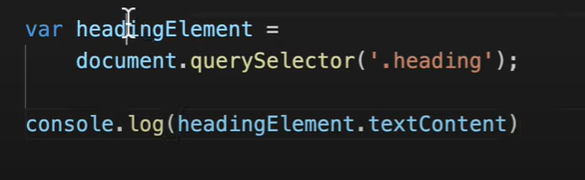 var headingElement =
    document.querySelector('.heading');
console.log(headingElement.textContent)